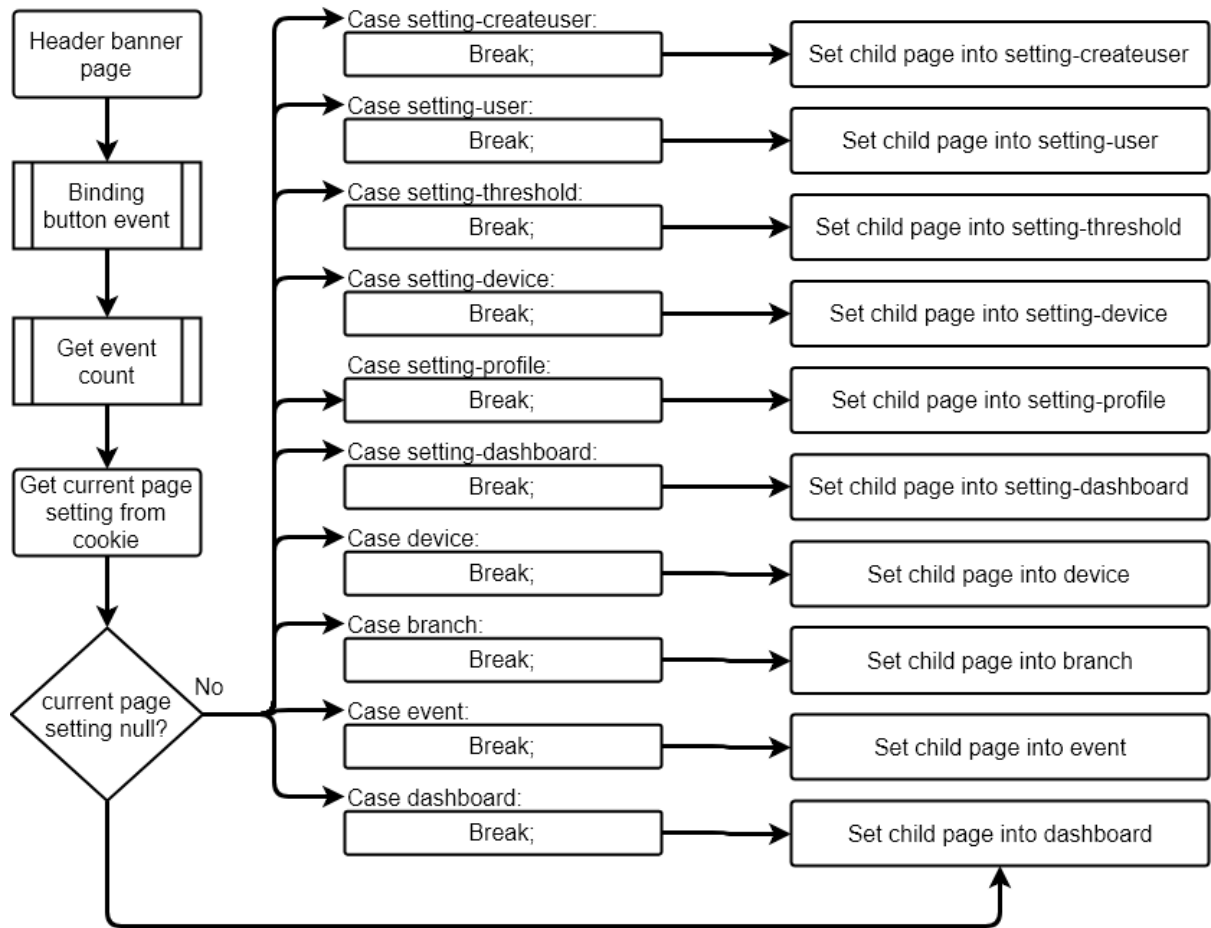 Header banner
page
Binding
button event
Get event
count
Get current page
setting from
cookie
current page
setting null?
No
Case setting-createuser:
Break;
Set child page into setting-createuser
Case setting-user:
Break;
Set child page into setting-user
Case setting-threshold:
Break;
Set child page into setting-threshold
Case setting-device:
Break;
Set child page into setting-device
Case setting-profile:
Break;
Set child page into setting-profile
Case setting-dashboard:
Break;
Set child page into setting-dashboard
Case device:
Break;
Set child page into device
Case branch:
Break;
Set child page into branch
Case event:
Break;
Set child page into event
Case dashboard:
Break;
Set child page into dashboard